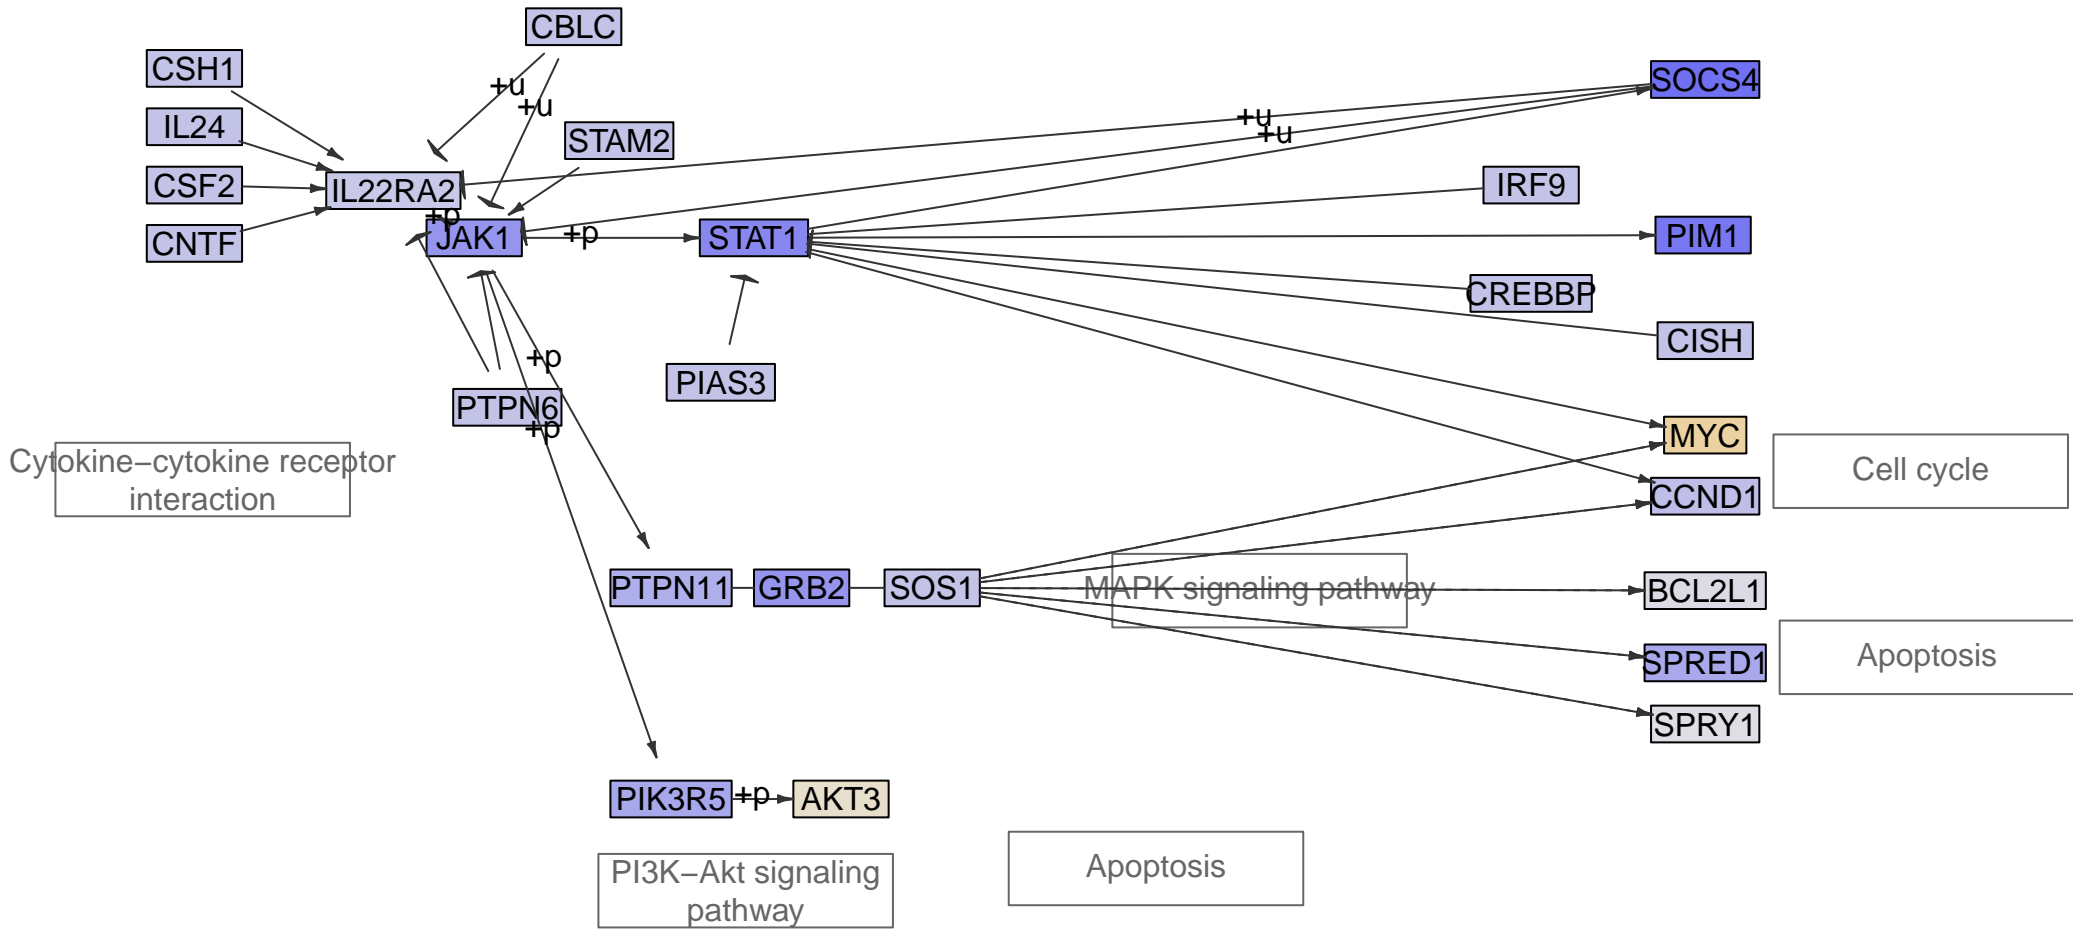 CBLC
CSH1
+u
SOCS4
+u
+u
IL24
+u
STAM2
CSF2
IL22RA2
IRF9
+p
CNTF
JAK1
+p
STAT1
PIM1
CREBBP
CISH
+p
PIAS3
PTPN6
+p
MYC
Cytokine−cytokine receptor
interaction
Cell cycle
CCND1
PTPN11
GRB2
SOS1
MAPK signaling pathway
BCL2L1
SPRED1
Apoptosis
SPRY1
PIK3R5
+p
AKT3
PI3K−Akt signaling
pathway
Apoptosis